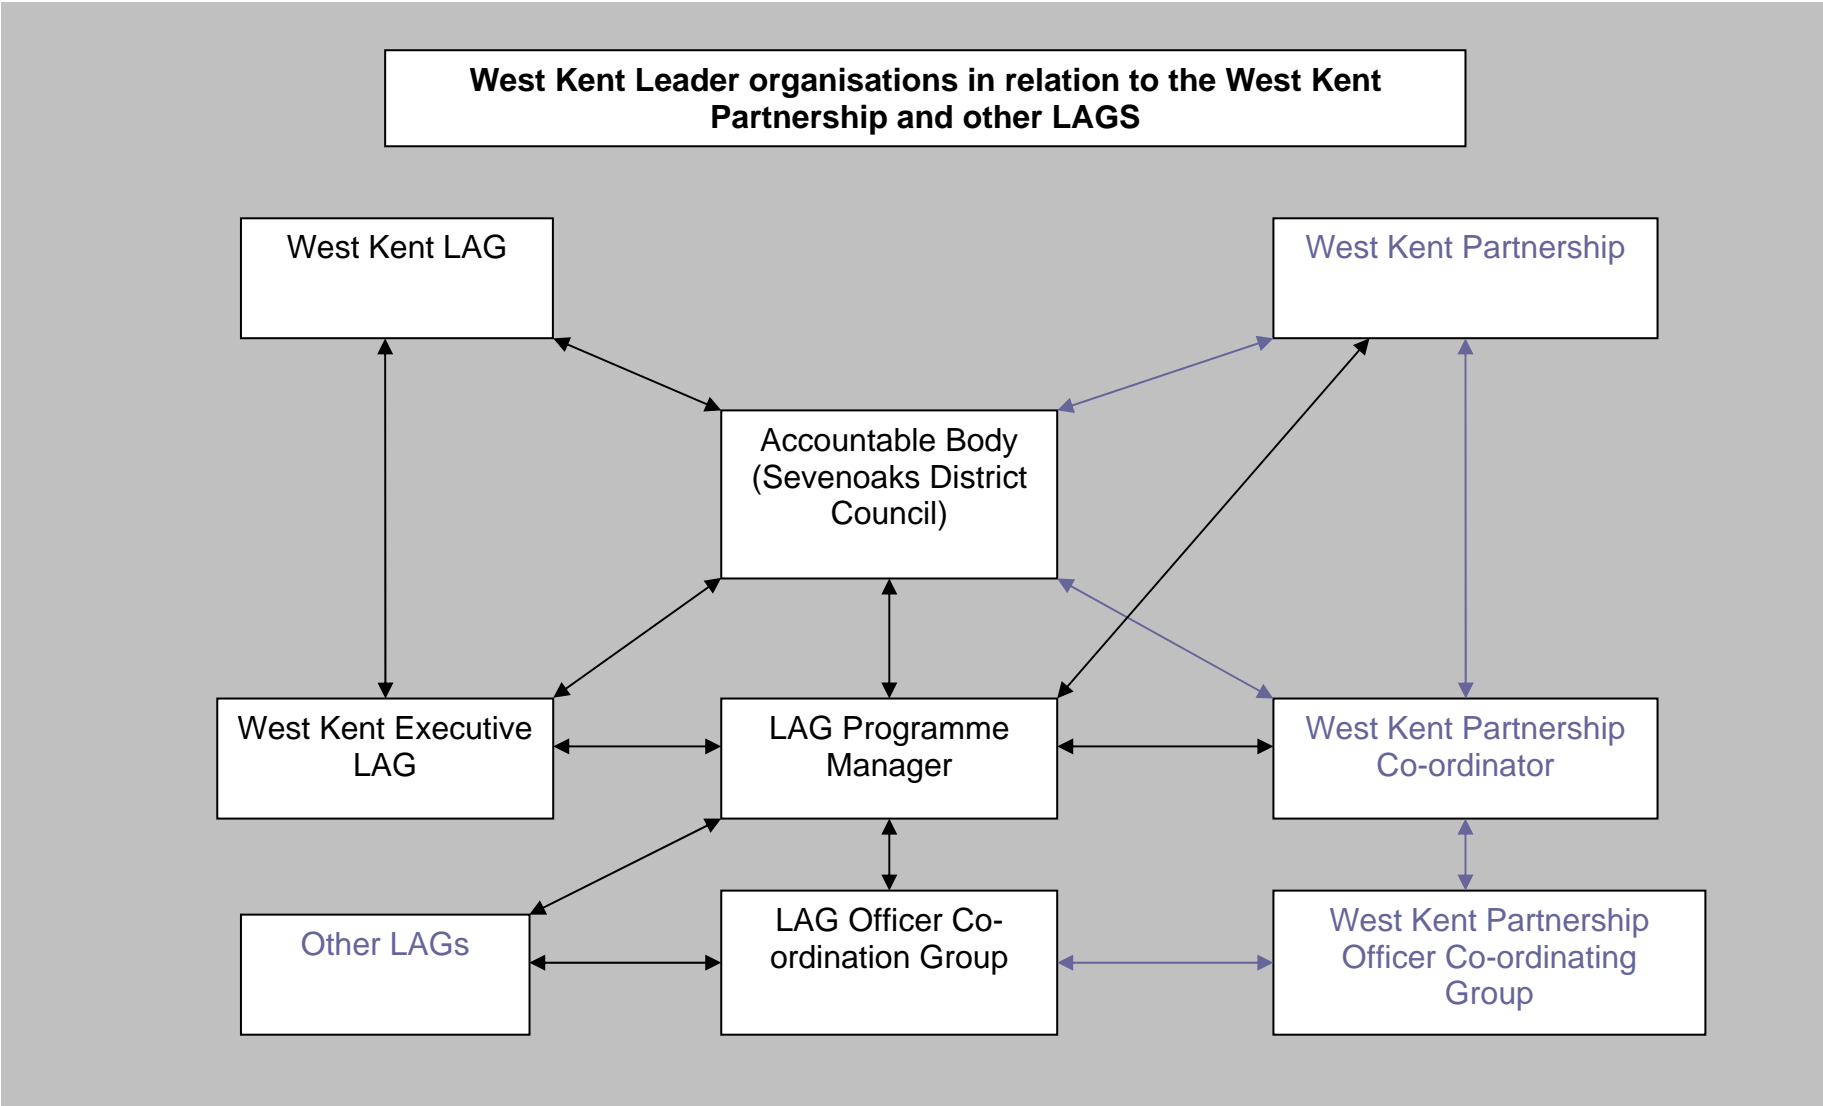 West Kent Leader organisations in relation to the West Kent
Partnership and other LAGS
West Kent LAG
West Kent Partnership
Accountable Body
(Sevenoaks District
Council)
West Kent Executive
LAG
LAG Programme
Manager
West Kent Partnership
Co-ordinator
Other LAGs
LAG Officer Co-
ordination Group
West Kent Partnership
Officer Co-ordinating
Group